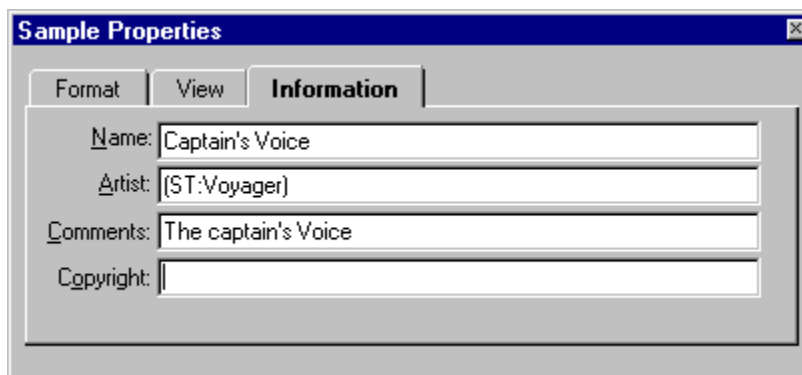 Sample Properties
Format View Information
Name: Captain's Voice
Artist: (ST:Voyager)
Comments: The captain's Voice
Copyright: